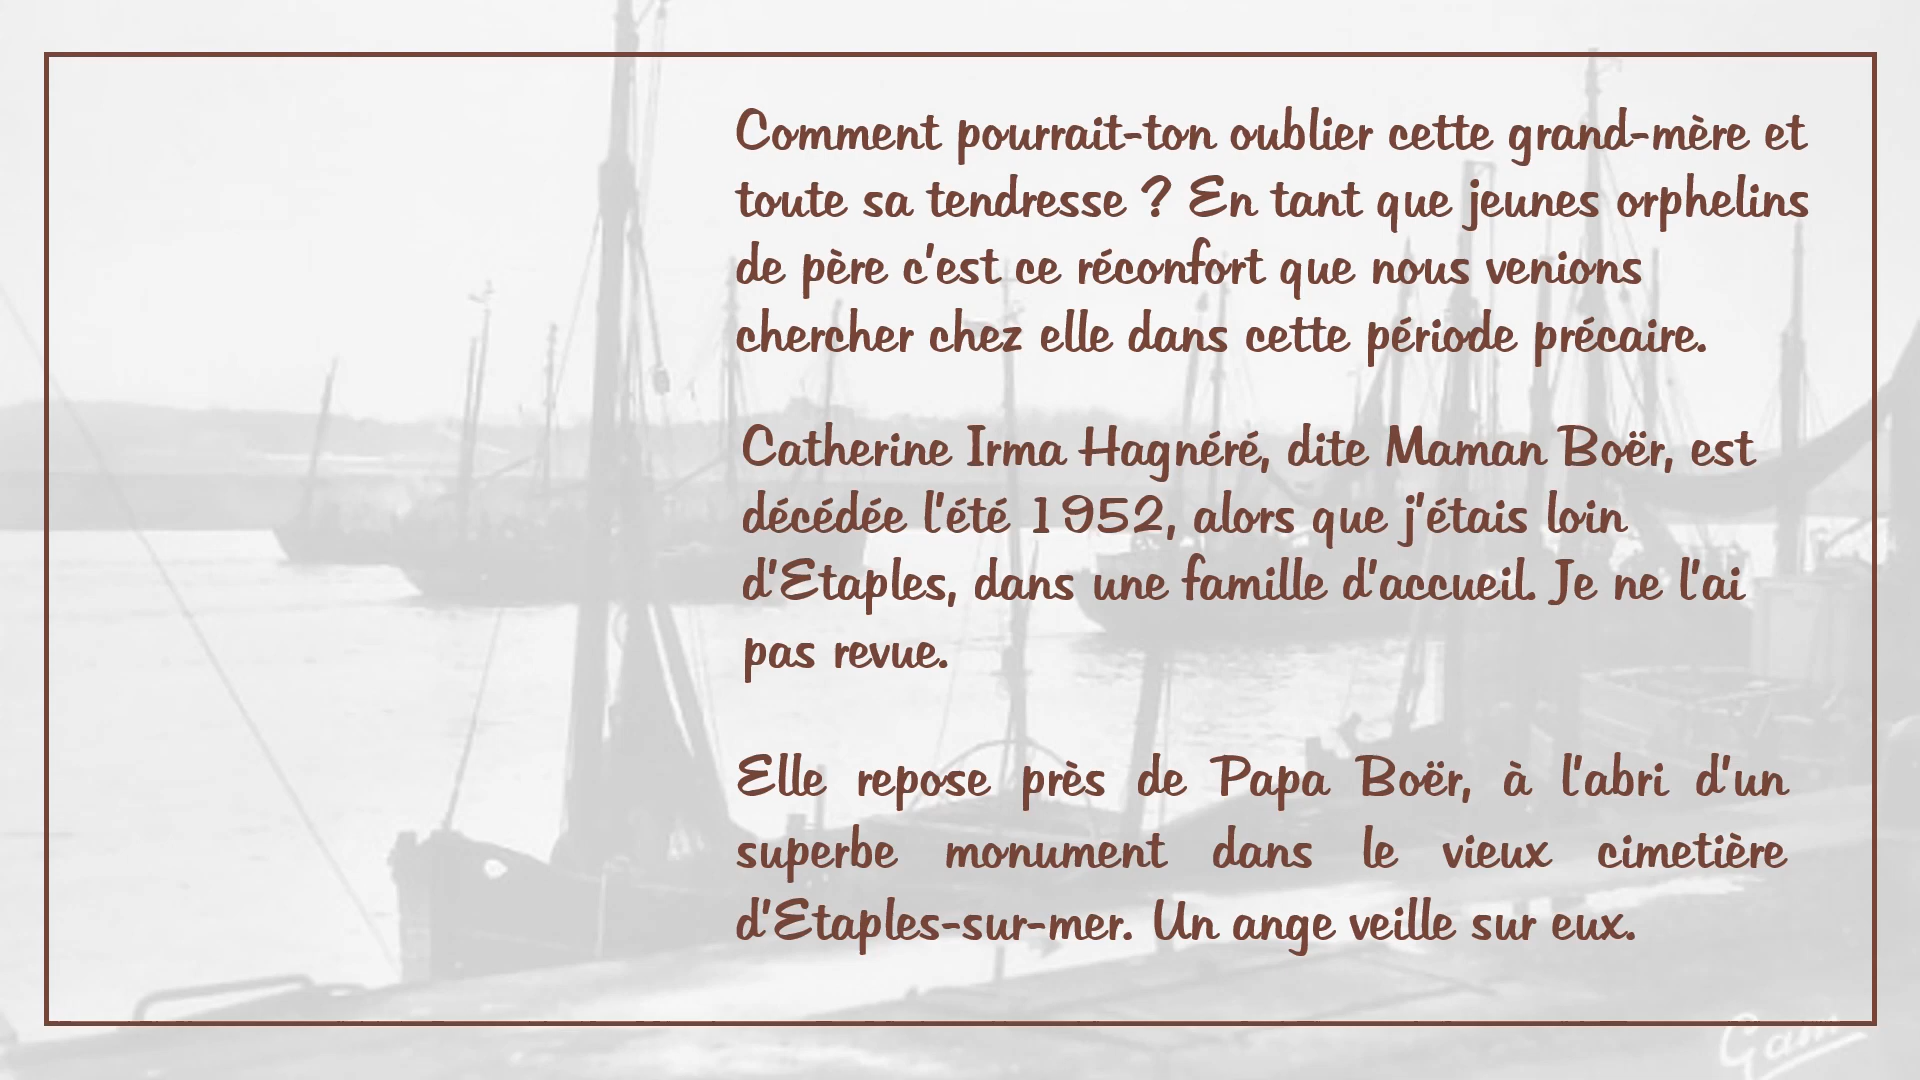 Comment pourrait-ton oublier cette grand-mère et
toute sa tendresse ? En tant que jeunes orphelins
de père c'est ce réconfort que nous venions
chercher chez elle dans cette période précaire.
Catherine Irma Hagnéré, dite Maman Boër, est
décédée l'été 1952, alors que j'étais loin
d'Etaples, dans une famille d'accueil. Je ne l'ai
pas revue.
Elle repose près de Papa Boër, à l'abri d'un
superbe monument dans le vieux cimetière
d'Etaples-sur-mer. Un ange veille sur eux.